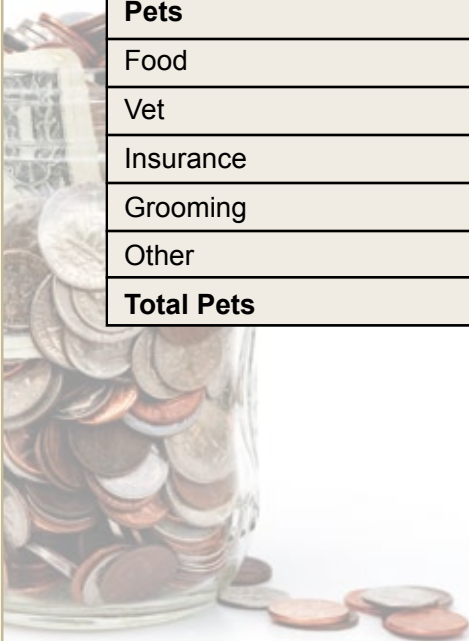 Pets
Food
Vet
Insurance
Grooming
Other
Total Pets